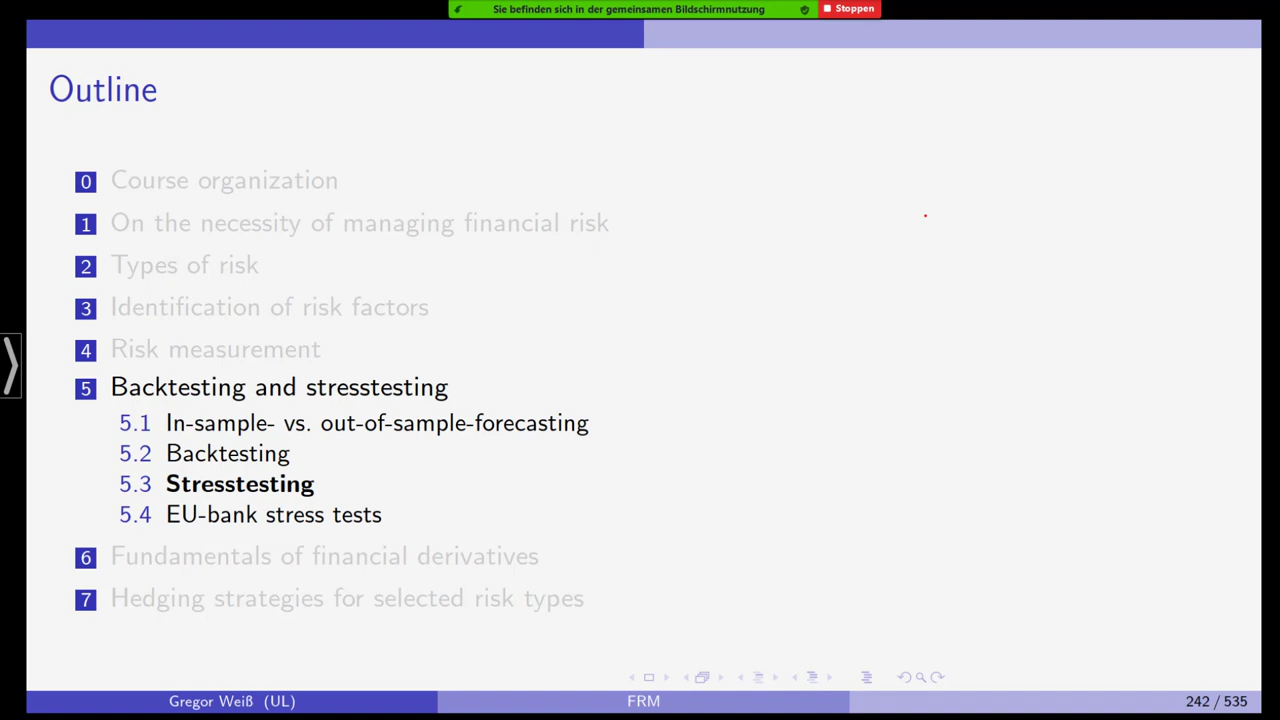 Sie befinden sich in der gemeinsamen Bildschirmnutzung
Stoppen
Outline
0 Course organization
1 On the necessity of managing financial risk
2 Types of risk
3 Identification of risk factors
4 Risk measurement
5 Backtesting and stresstesting
5.1 In-sample- vs. out-of-sample-forecasting
5.2 Backtesting
5.3 Stresstesting
5.4 EU-bank stress tests
6 Fundamentals of financial derivatives
7 Hedging strategies for selected risk types
Gregor Weiß (UL)
FRM
242 / 535